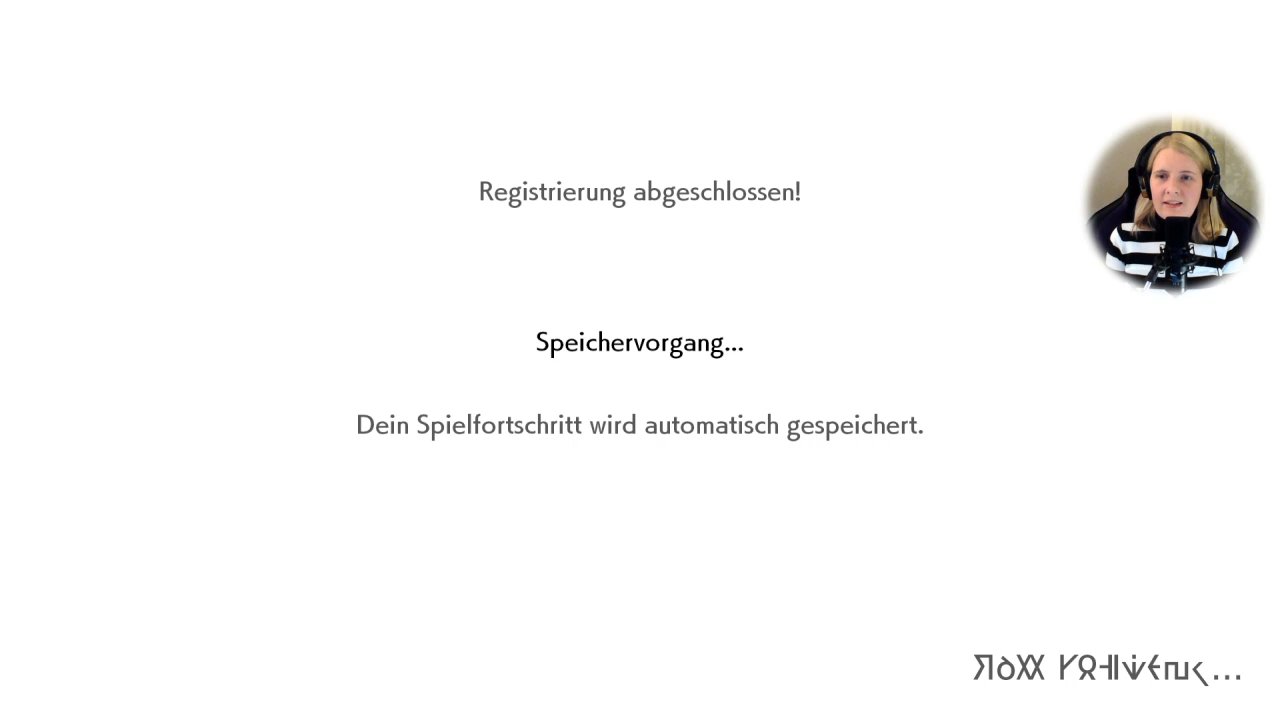 Registrierung abgeschlossen!
Speichervorgang...
Dein Spielfortschritt wird automatisch gespeichert.